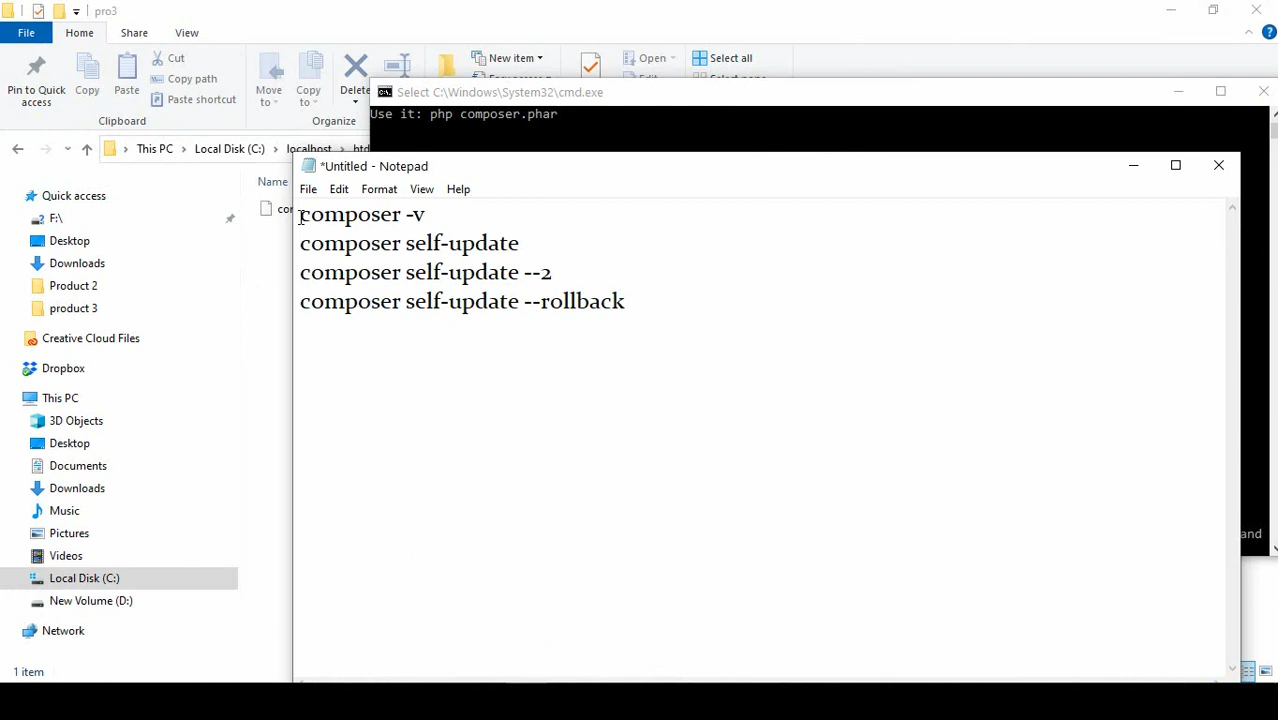 pro3
File Home Share View
Pin to Quick access
Copy
Paste
Cut
Copy path
Paste shortcut
Clipboard
Move to
Copy to
Delete
Organize
New item
Open
Select all
This PC Local Disk (C:) localhost
Name
Quick access
F:\
Desktop
Downloads
Product 2
product 3
Creative Cloud Files
Dropbox
This PC
3D Objects
Desktop
Documents
Downloads
Music
Pictures
Videos
Local Disk (C:)
New Volume (D:)
Network
1 item
Select C:\Windows\System32\cmd.exe
Use it: php composer.phar
*Untitled - Notepad
File Edit Format View Help
composer -v
composer self-update
composer self-update --2
composer self-update --rollback